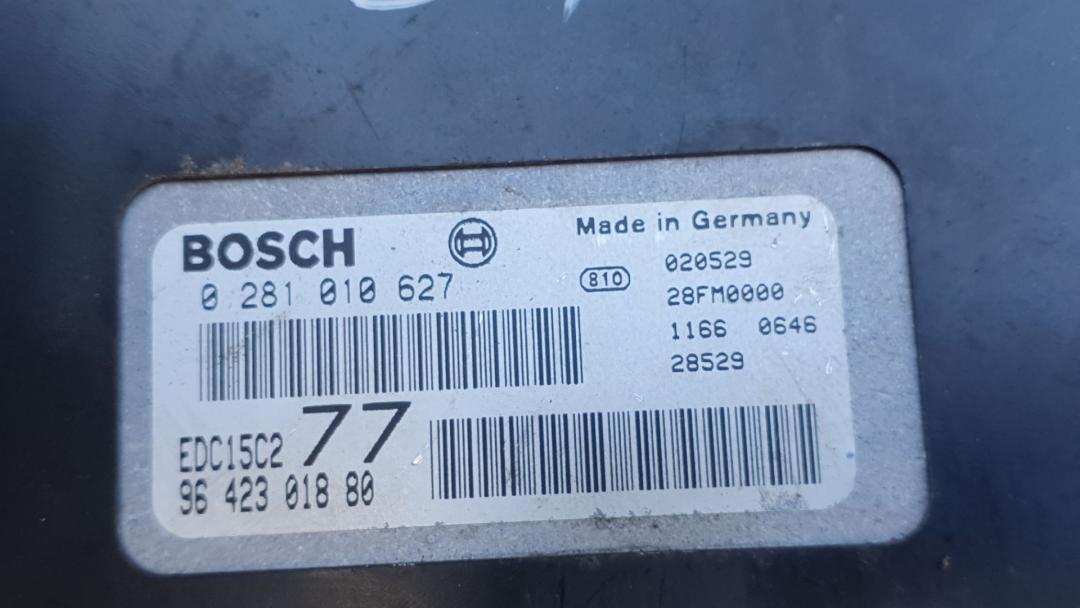 BOSCH
0 281 010 627
Made in Germany
810
020529
28FM0000
1166 0646
28529
EDC15C2 77
96 423 018 80